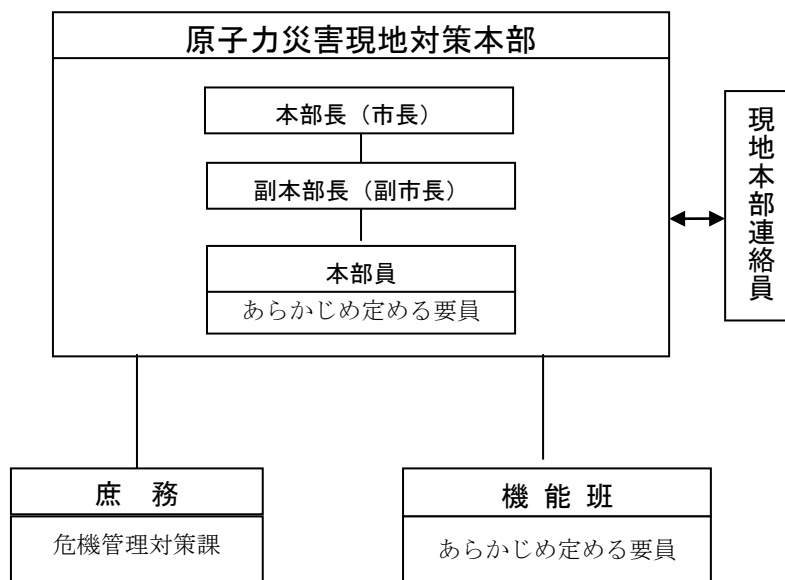 原子力災害現地対策本部
本部長（市長）
副本部長（副市長）
本部員
あらかじめ定める要員
現地本部連絡員
庶　務
危機管理対策課
機 能 班
あらかじめ定める要員